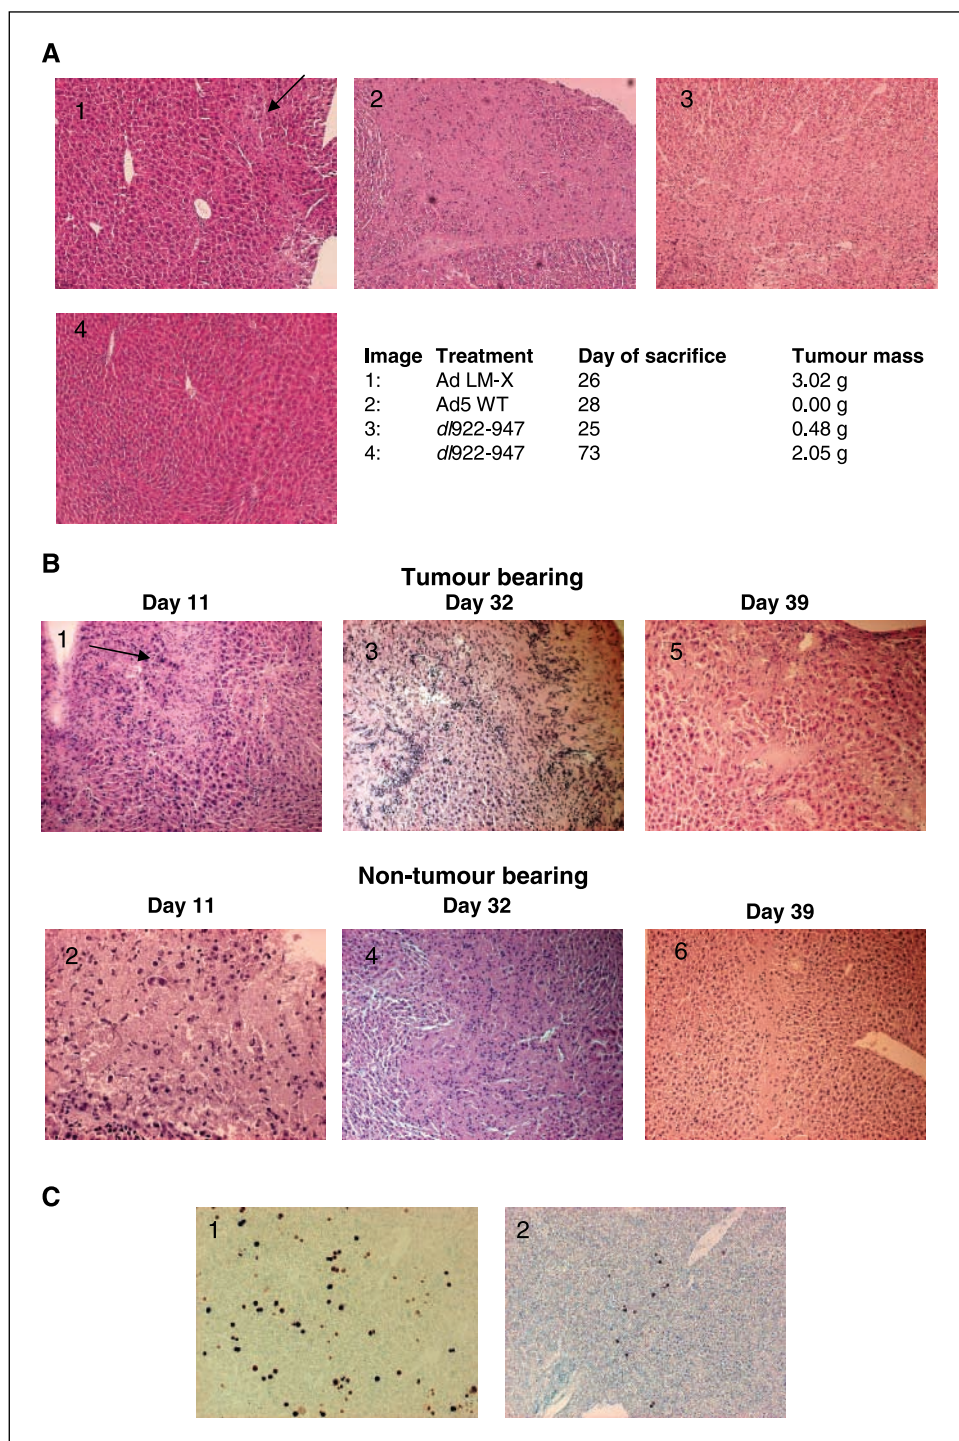 A
1
2
3
4
Image Treatment Day of sacrifice Tumour mass
1: Ad LM-X 26 3.02 g
2: Ad5 WT 28 0.00 g
3: dl922-947 25 0.48 g
4: dl922-947 73 2.05 g
B
Tumour bearing
Day 11 Day 32 Day 39
1
3
5
Non-tumour bearing
Day 11 Day 32 Day 39
2
4
6
C
1
2